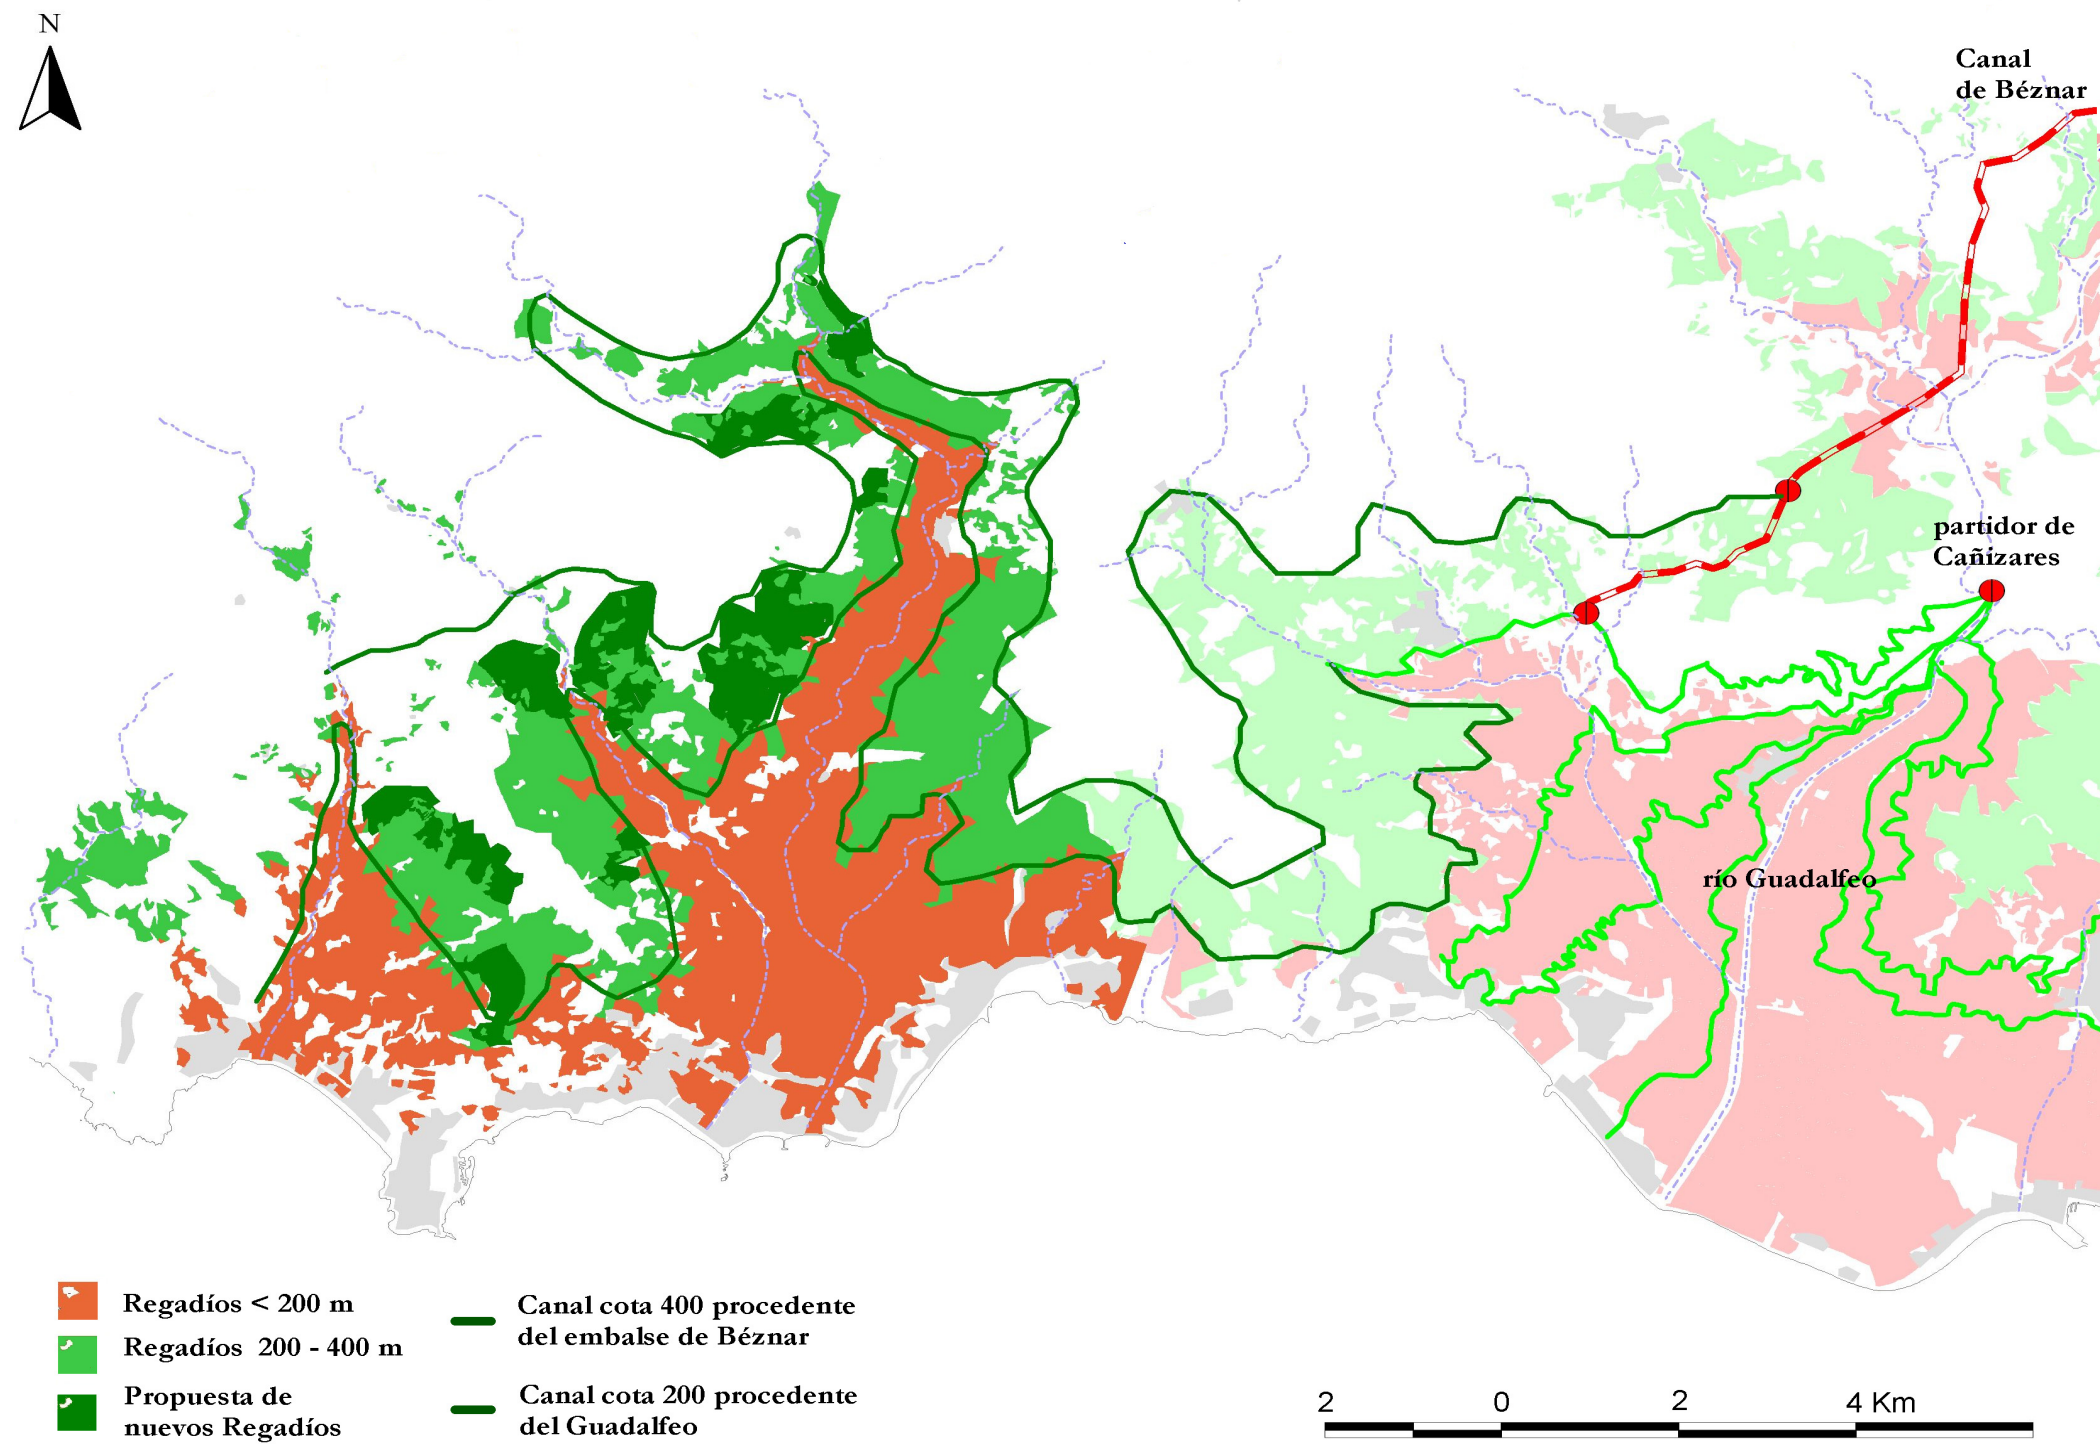 N
Canal
de Béznar
partidor de
Cañizares
río Guadalfeo
Regadíos < 200 m
Regadíos 200 - 400 m
Propuesta de
nuevos Regadíos
Canal cota 400 procedente
del embalse de Béznar
Canal cota 200 procedente
del Guadalfeo
2 0 2 4 Km